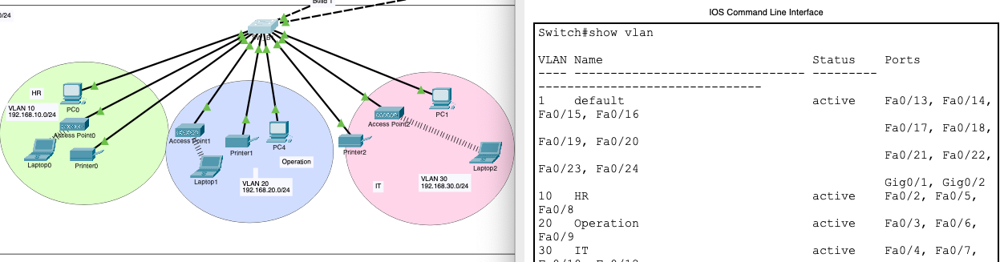 Build 1
0/24
HR
VLAN 10
192.168.10.0/24
PC0
Access Point0
Laptop0
Printer0
Access Point1
Printer1
PC4
Laptop1
Operation
VLAN 20
192.168.20.0/24
PC1
Access Point2
Printer2
Laptop2
IT
VLAN 30
192.168.30.0/24
IOS Command Line Interface
Switch#show vlan
VLAN Name Status Ports
---- -------------------------------- --------- -------------------------------
1 default active Fa0/13, Fa0/14,
Fa0/15, Fa0/16
Fa0/17, Fa0/18,
Fa0/19, Fa0/20
Fa0/21, Fa0/22,
Fa0/23, Fa0/24
Gig0/1, Gig0/2
10 HR active Fa0/2, Fa0/5,
Fa0/8
20 Operation active Fa0/3, Fa0/6,
Fa0/9
30 IT active Fa0/4, Fa0/7,